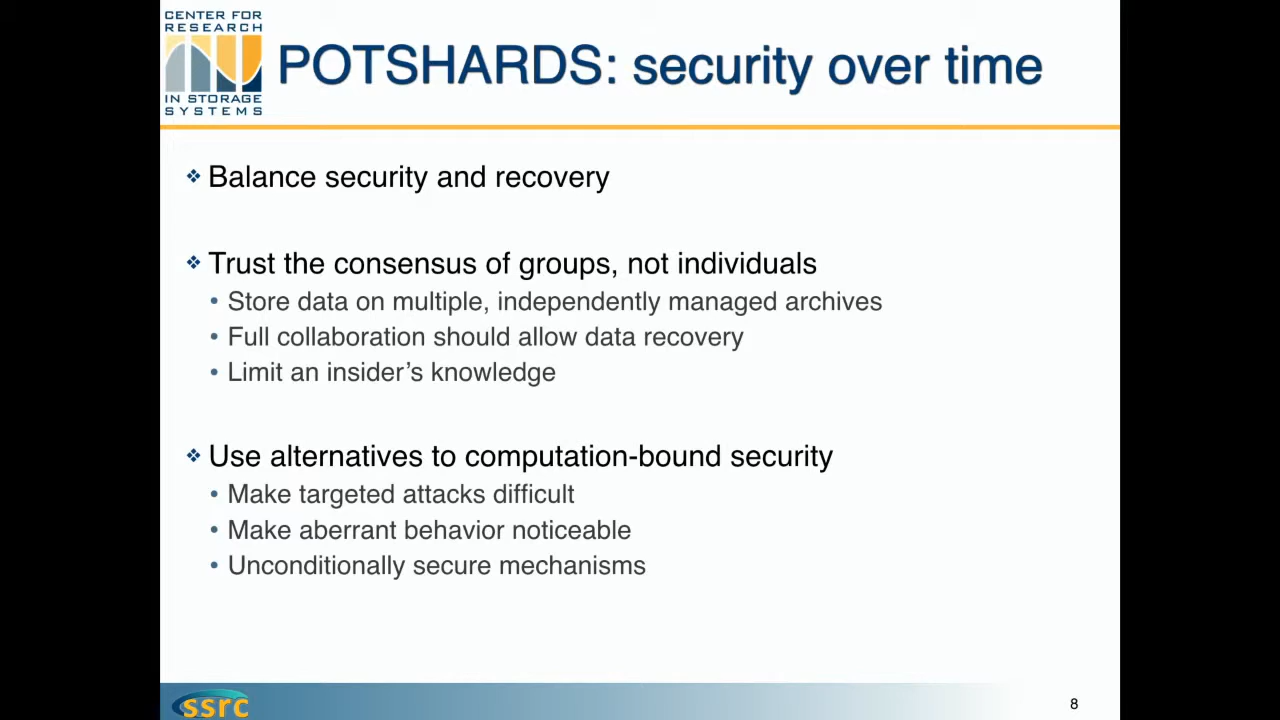 CENTER FOR
RESEARCH
IN STORAGE
SYSTEMS
POTSHARDS: security over time
❖ Balance security and recovery
❖ Trust the consensus of groups, not individuals
• Store data on multiple, independently managed archives
• Full collaboration should allow data recovery
• Limit an insider’s knowledge
❖ Use alternatives to computation-bound security
• Make targeted attacks difficult
• Make aberrant behavior noticeable
• Unconditionally secure mechanisms
ssrc
8